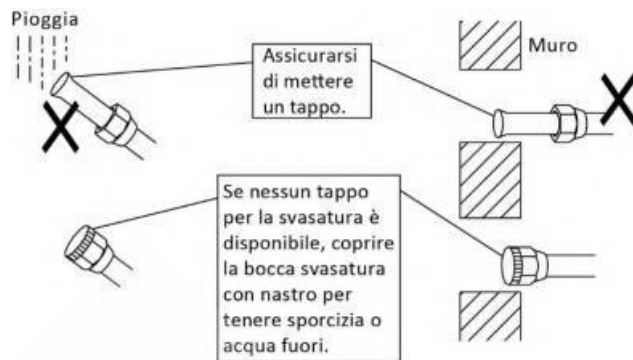 Pioggia
Assicurarsi
di mettere
un tappo.
Muro
Se nessun tappo
per la svasatura è
disponibile, coprire
la bocca svasatura
con nastro per
tenere sporcizia o
acqua fuori.